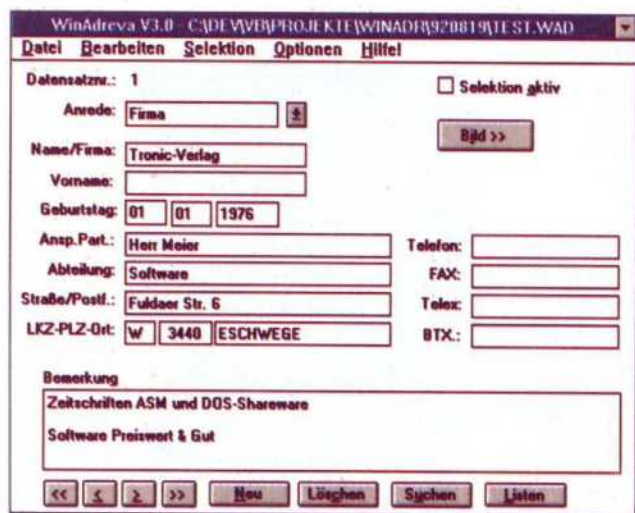 WinAdreva V3.0 - C:\DEV\VB\PROJEKTE\WINADR\920819\TEST.WAD
Datei Bearbeiten Selektion Optionen Hilfe!
Datensatznr.: 1
Selektion aktiv
Anrede: Firma
Bild >>
Name/Firma: Tronic-Verlag
Vorname:
Geburtstag: 01 01 1976
Ansp.Part.: Herr Meier Telefon:
Abteilung: Software FAX:
Straße/Postf.: Fuldaer Str. 6 Telex:
LKZ-PLZ-Ort: W 3440 ESCHWEGE BTX.:
Bemerkung
Zeitschriften ASM und DOS-Shareware
Software Preiswert & Gut
<< < > >> Neu Löschen Suchen Listen